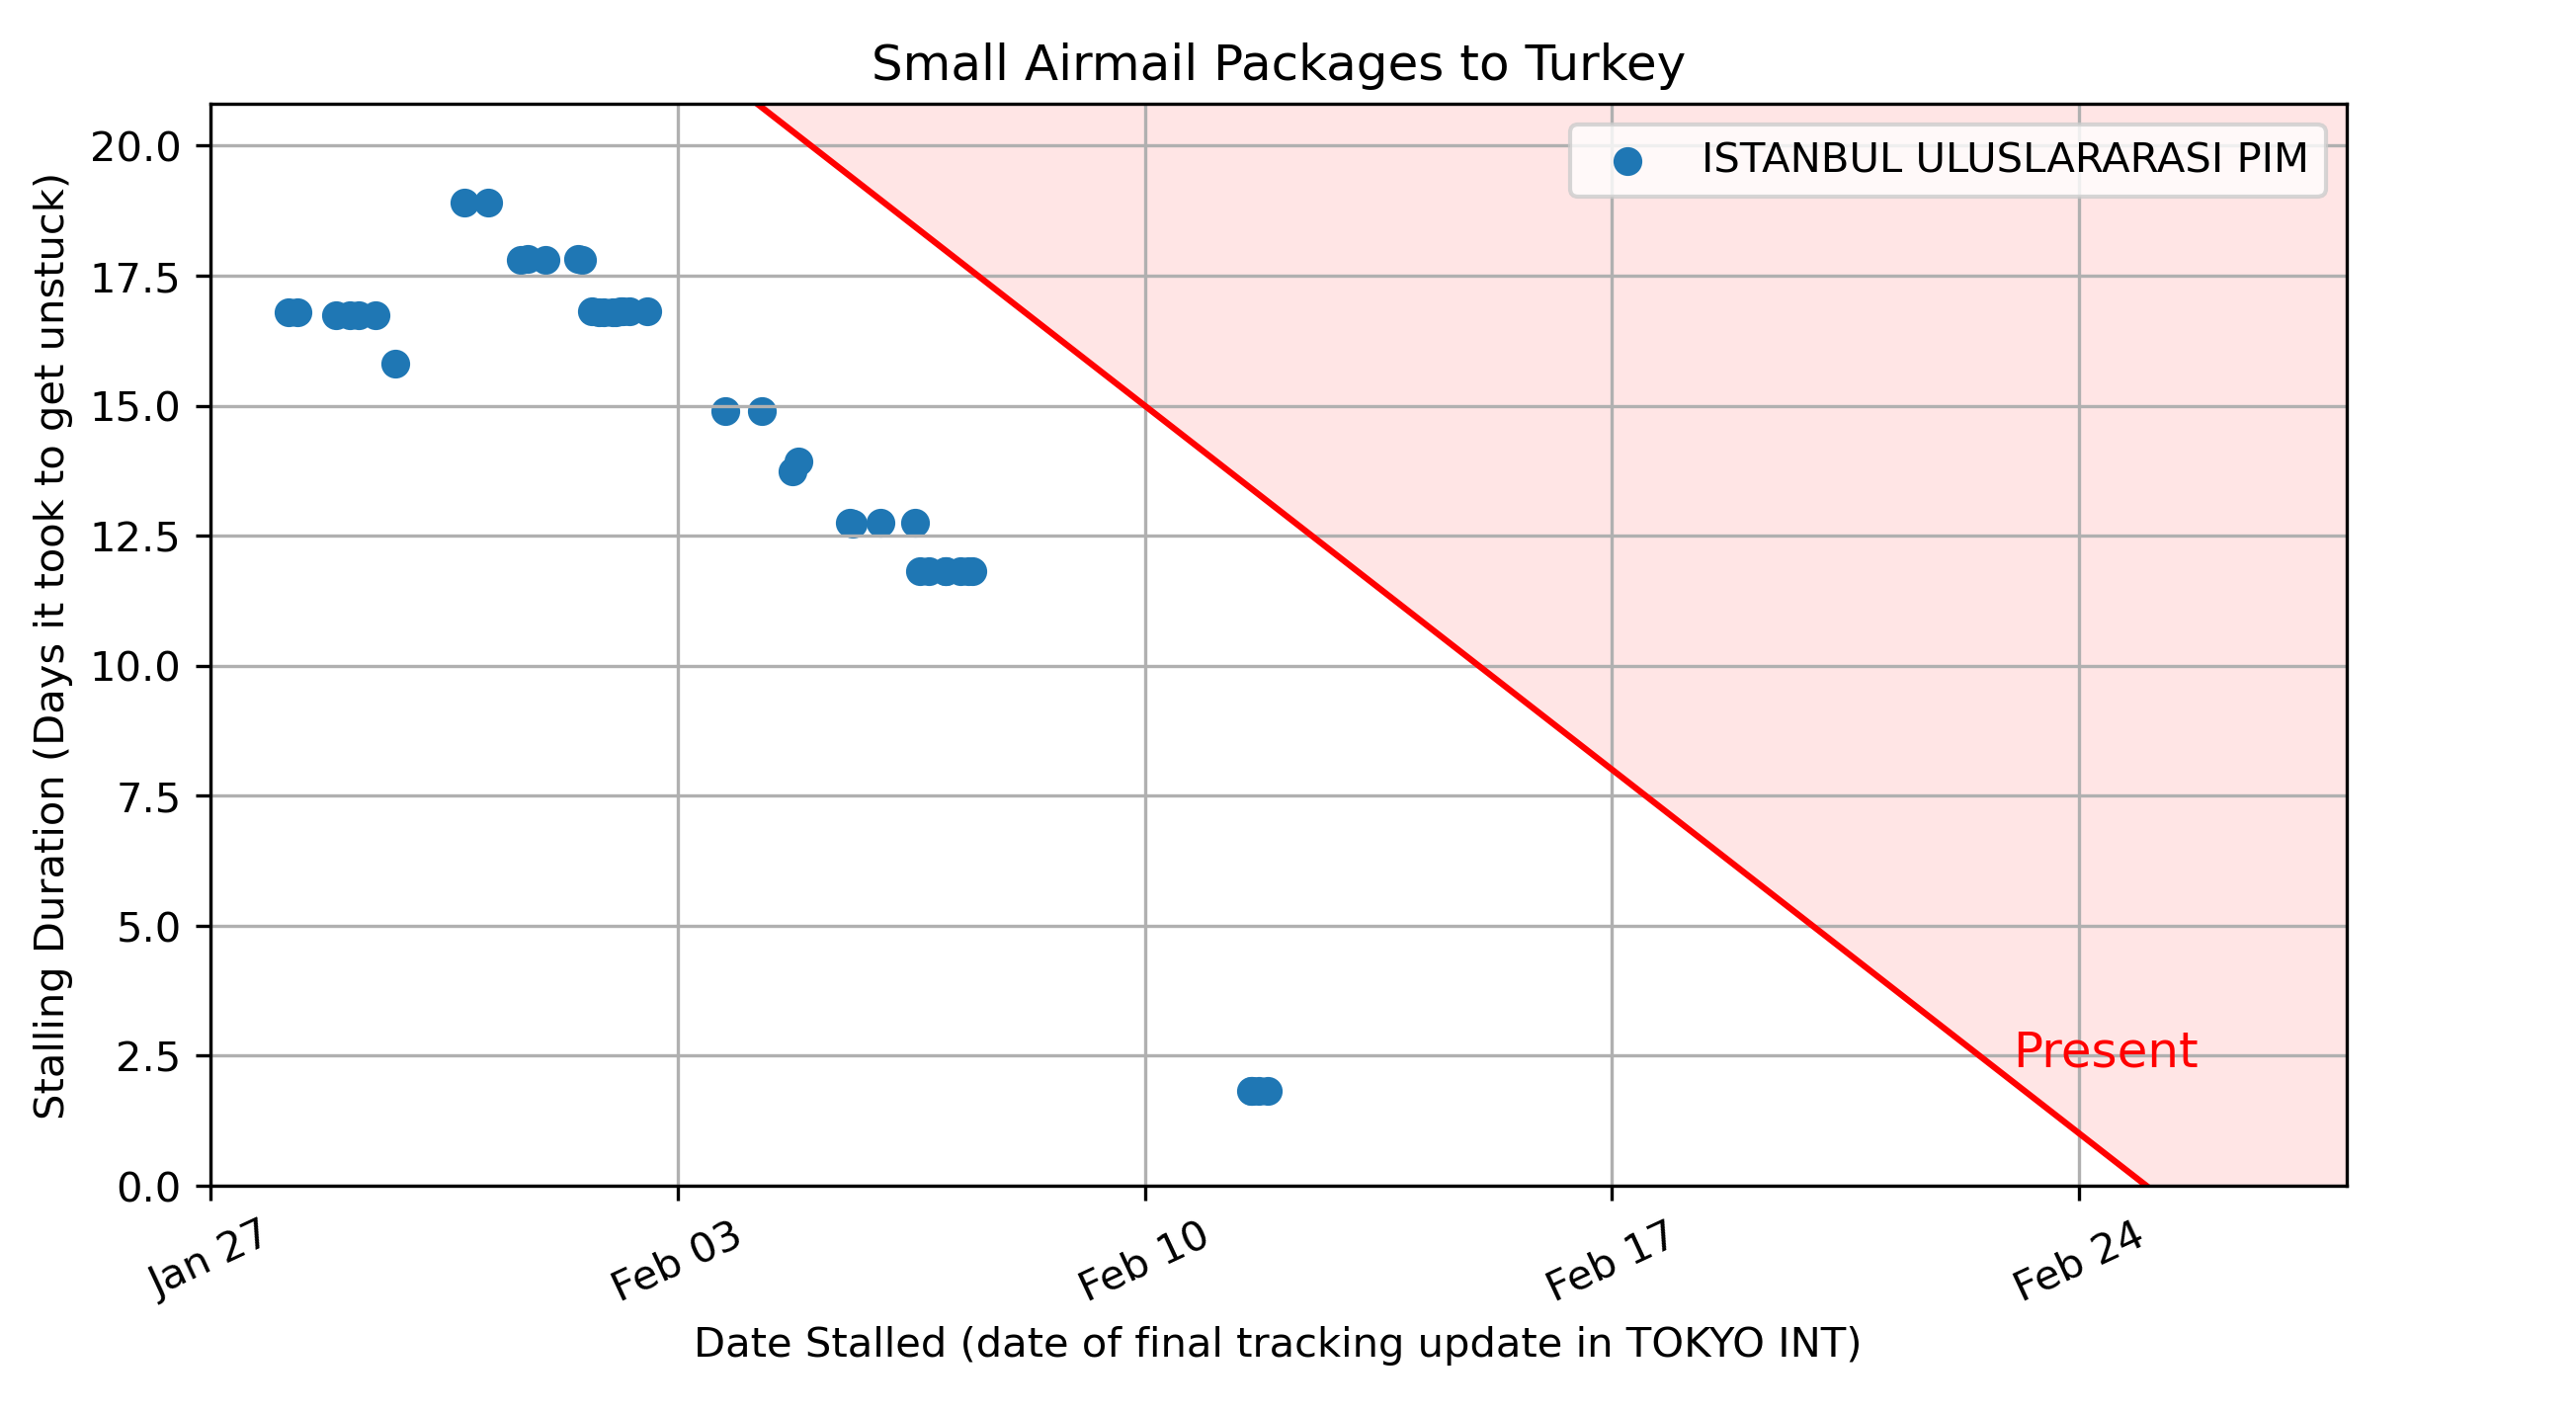 Small Airmail Packages to Turkey
ISTANBUL ULUSLARARASI PIM
Stalling Duration (Days it took to get unstuck)
20.0
17.5
15.0
12.5
10.0
7.5
5.0
2.5
0.0
Present
Jan 27
Feb 03
Feb 10
Feb 17
Feb 24
Date Stalled (date of final tracking update in TOKYO INT)